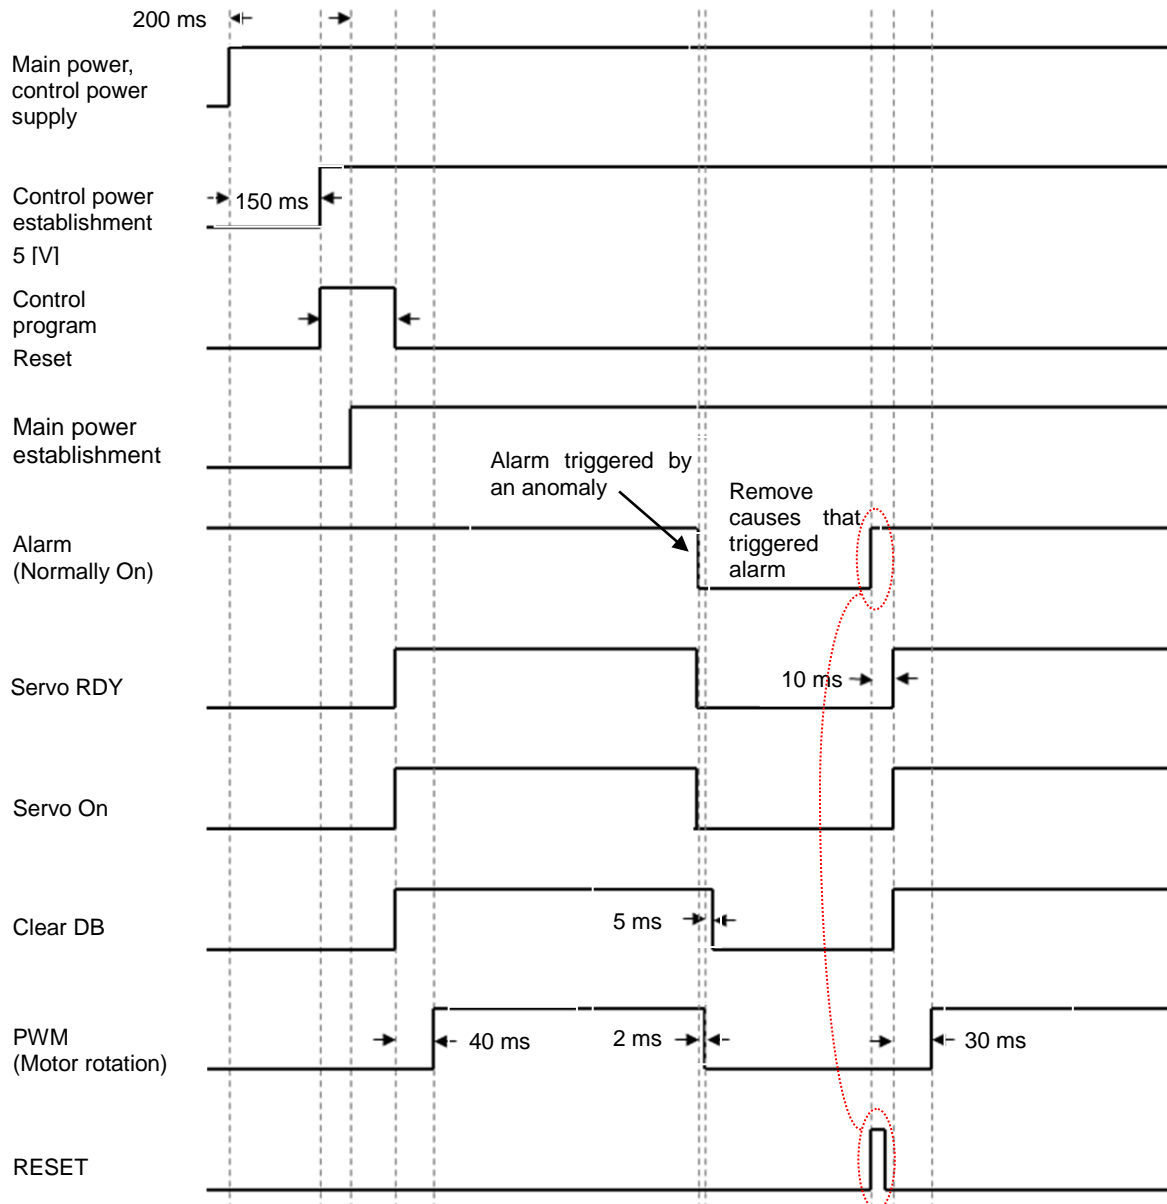 200 ms
Main power,
control power
supply
Control power
establishment
5 [V]
150 ms
Control
program
Reset
Main power
establishment
Alarm triggered by
an anomaly
Remove
causes that
triggered
alarm
Alarm
(Normally On)
Servo RDY
10 ms
Servo On
Clear DB
5 ms
PWM
(Motor rotation)
40 ms
2 ms
30 ms
RESET